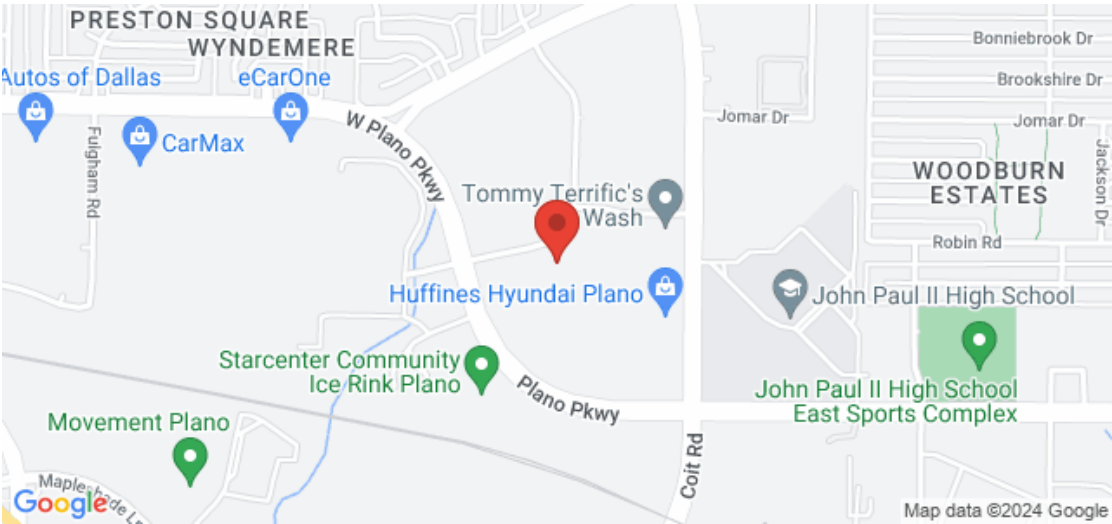 PRESTON SQUARE
WYNDEMERE
Bonniebrook Dr
Autos of Dallas
eCarOne
Brookshire Dr
Jomar Dr
Jomar Dr
CarMax
W Plano Pkwy
Fulgham Rd
Jackson Dr
WOODBURN
ESTATES
Tommy Terrific's
Wash
Robin Rd
Huffines Hyundai Plano
John Paul II High School
Starcenter Community
Ice Rink Plano
Plano Pkwy
John Paul II High School
East Sports Complex
Movement Plano
Coit Rd
Google
Map data ©2024 Google